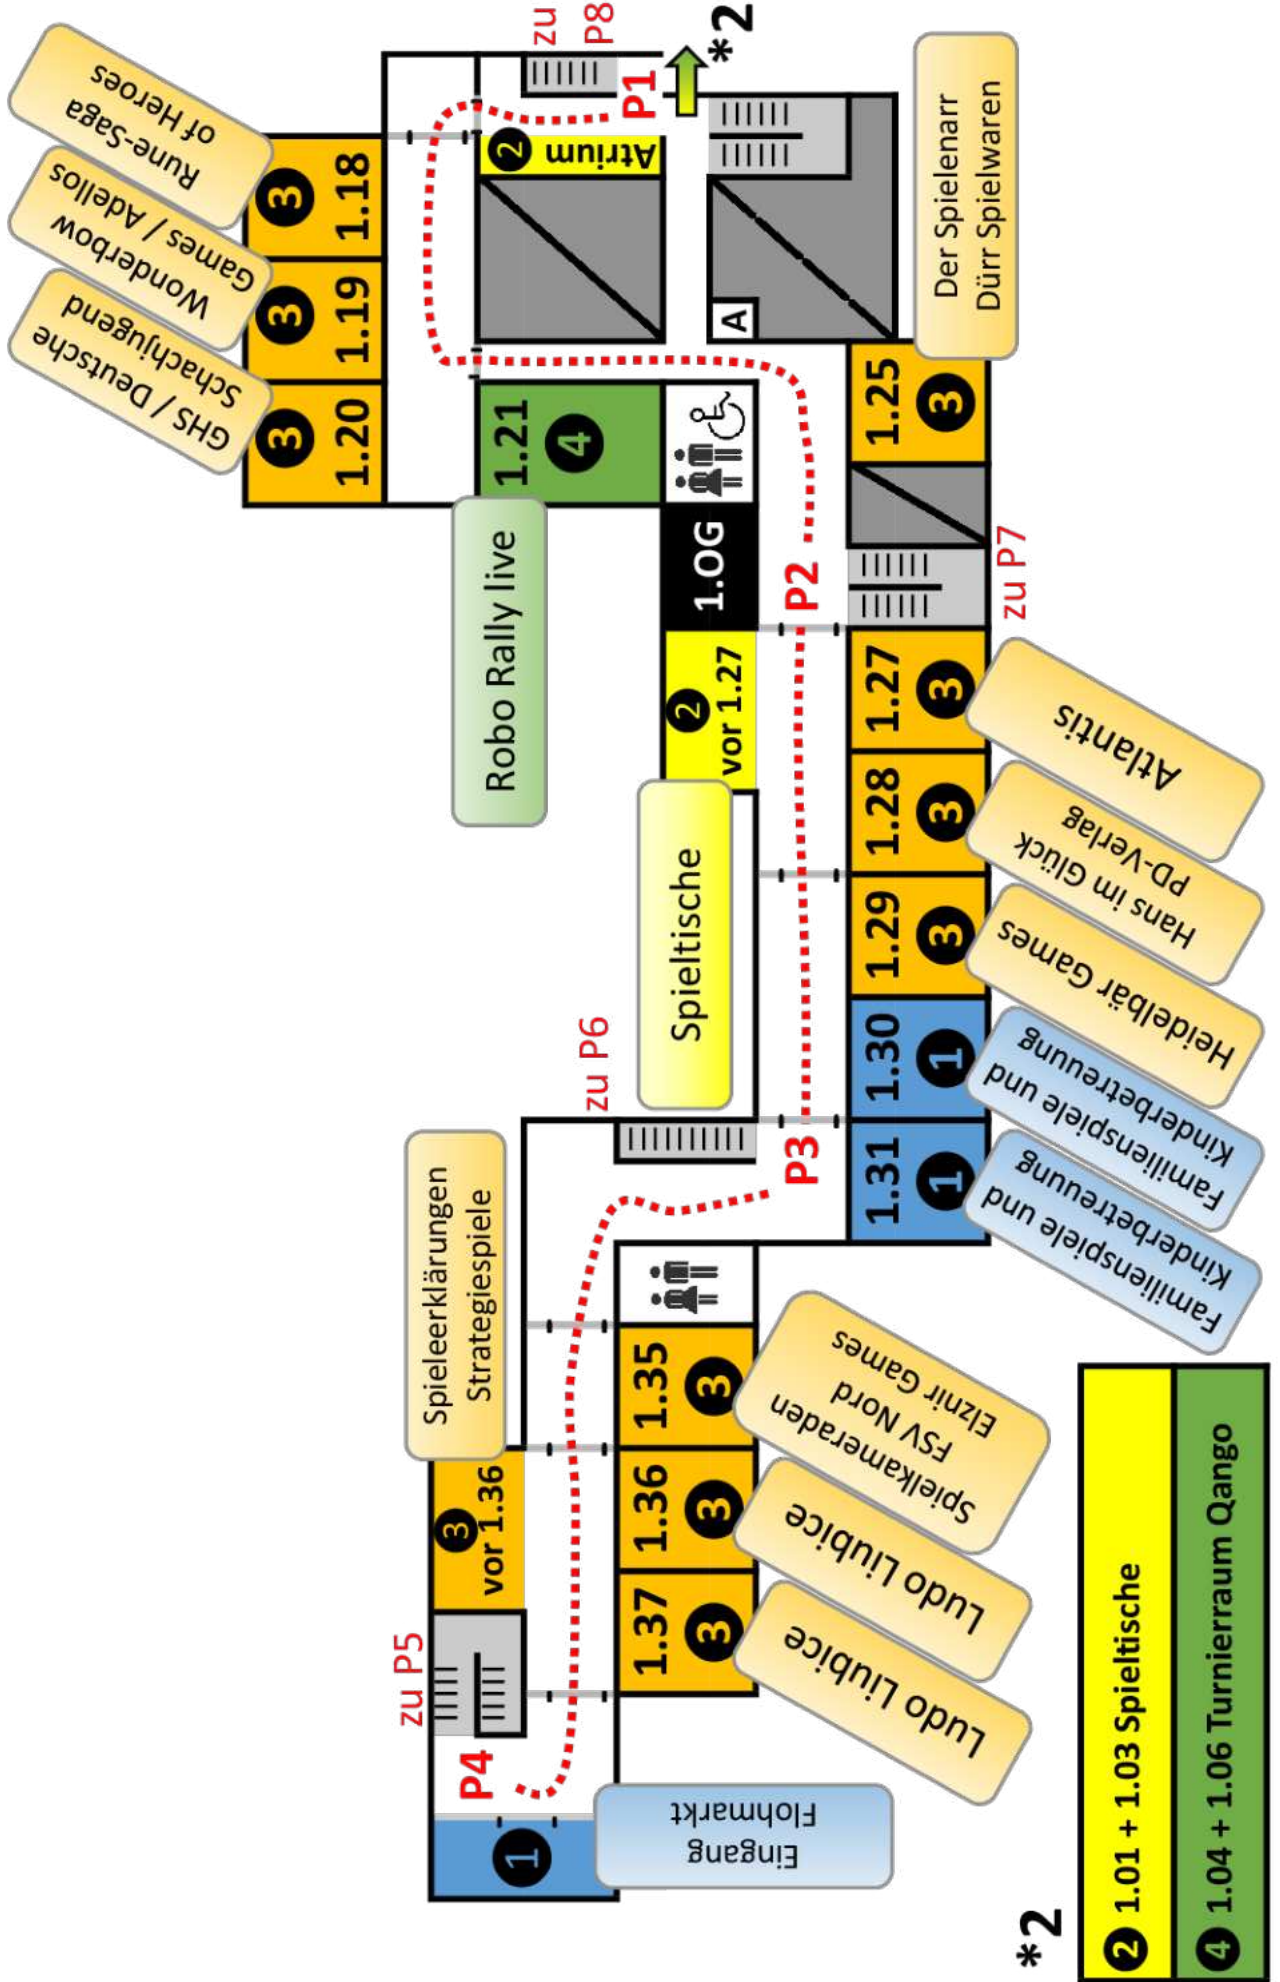 Rune-Saga
of Heroes
Wonderbow
Games / Adellos
GHS / Deutsche
Schachjugend
3
1.18
3
1.19
3
1.20
zu
P8
P1
*2
2
Atrium
A
Der Spielenarr
Dürr Spielwaren
1.25
3
1.21
4
Robo Rally live
1.OG
P2
zu P7
2
vor 1.27
Spieltische
1.27
3
Atlantis
1.28
3
Hans im Glück
PD-Verlag
1.29
3
Heidelbär Games
1.30
1
Familienspiele und
Kinderbetreuung
1.31
1
Familienspiele und
Kinderbetreuung
zu P6
P3
Spieleerklärungen
Strategiespiele
3
vor 1.36
1.35
3
Spielkameraden
FSV Nord
Elznir Games
1.36
3
Ludo Liubice
1.37
3
Ludo Liubice
zu P5
P4
1
Eingang
Flohmarkt
*2
2 1.01 + 1.03 Spieltische
4 1.04 + 1.06 Turnierraum Qango